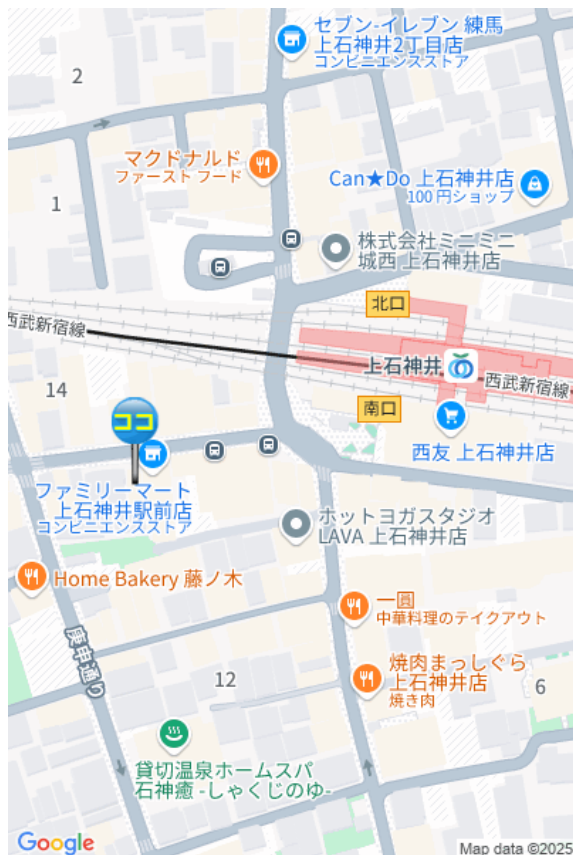 セブン-イレブン 練馬
上石神井2丁目店
コンビニエンスストア
2
マクドナルド
ファースト フード
Can★Do 上石神井店
100 円ショップ
1
株式会社ミニミニ
城西 上石神井店
北口
西武新宿線
上石神井
西武新宿線
14
南口
ココ
西友 上石神井店
ファミリーマート
上石神井駅前店
コンビニエンスストア
ホットヨガスタジオ
LAVA 上石神井店
Home Bakery 藤ノ木
一圓
中華料理のテイクアウト
庚申通り
焼肉まっしぐら
上石神井店
焼き肉
12
6
貸切温泉ホームスパ
石神癒 -しゃくじのゆ-
Google
Map data ©2025